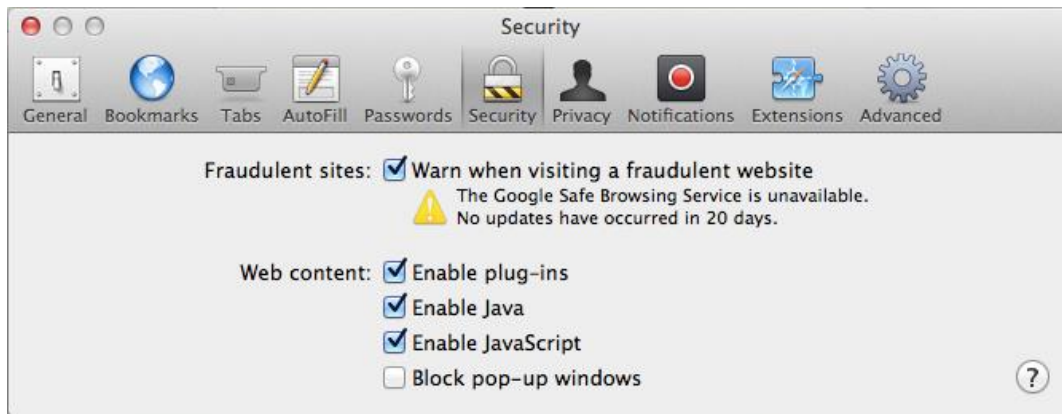 Security
General Bookmarks Tabs AutoFill Passwords Security Privacy Notifications Extensions Advanced
Fraudulent sites: Warn when visiting a fraudulent website
The Google Safe Browsing Service is unavailable.
No updates have occurred in 20 days.
Web content: Enable plug-ins
Enable Java
Enable JavaScript
Block pop-up windows
?